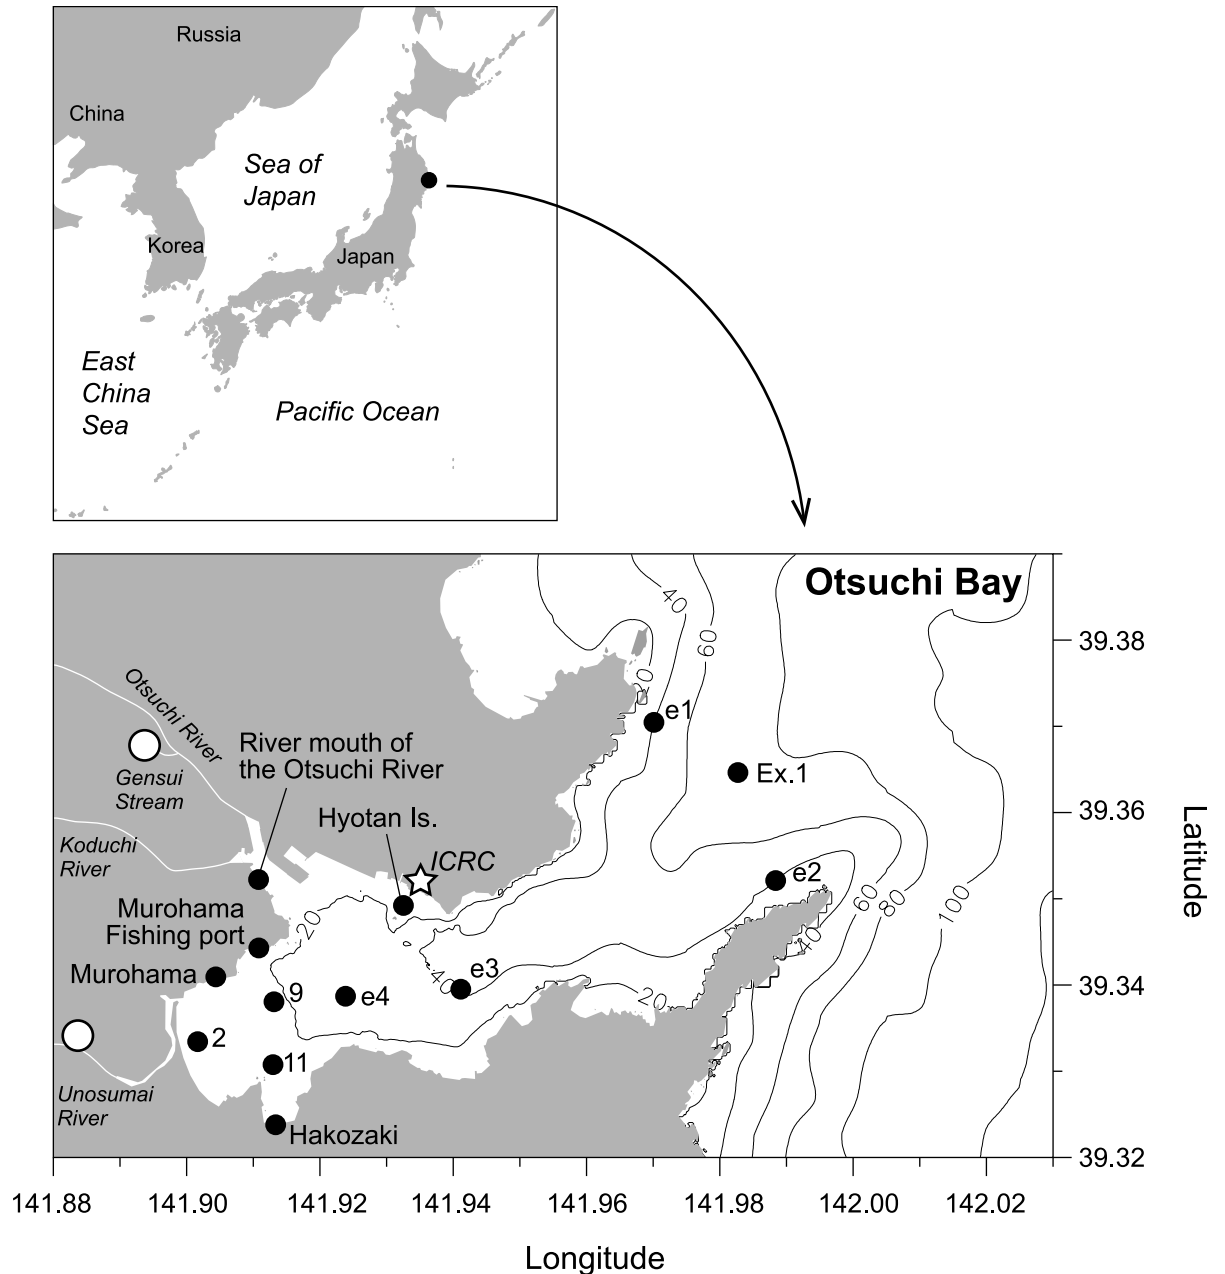 Russia
China
Sea of
Japan
Korea
Japan
East
China
Sea
Pacific Ocean
Otsuchi Bay
40
60
20
39.38
Otsuchi River
e1
River mouth of
the Otsuchi River
Ex.1
Gensui
Stream
Hyotan Is.
39.36
Koduchi
River
ICRC
e2
60
80
100
Latitude
Murohama
Fishing port
20
40
Murohama
e3
40
9
e4
20
39.34
2
11
Unosumai
River
Hakozaki
39.32
141.88
141.90
141.92
141.94
141.96
141.98
142.00
142.02
Longitude